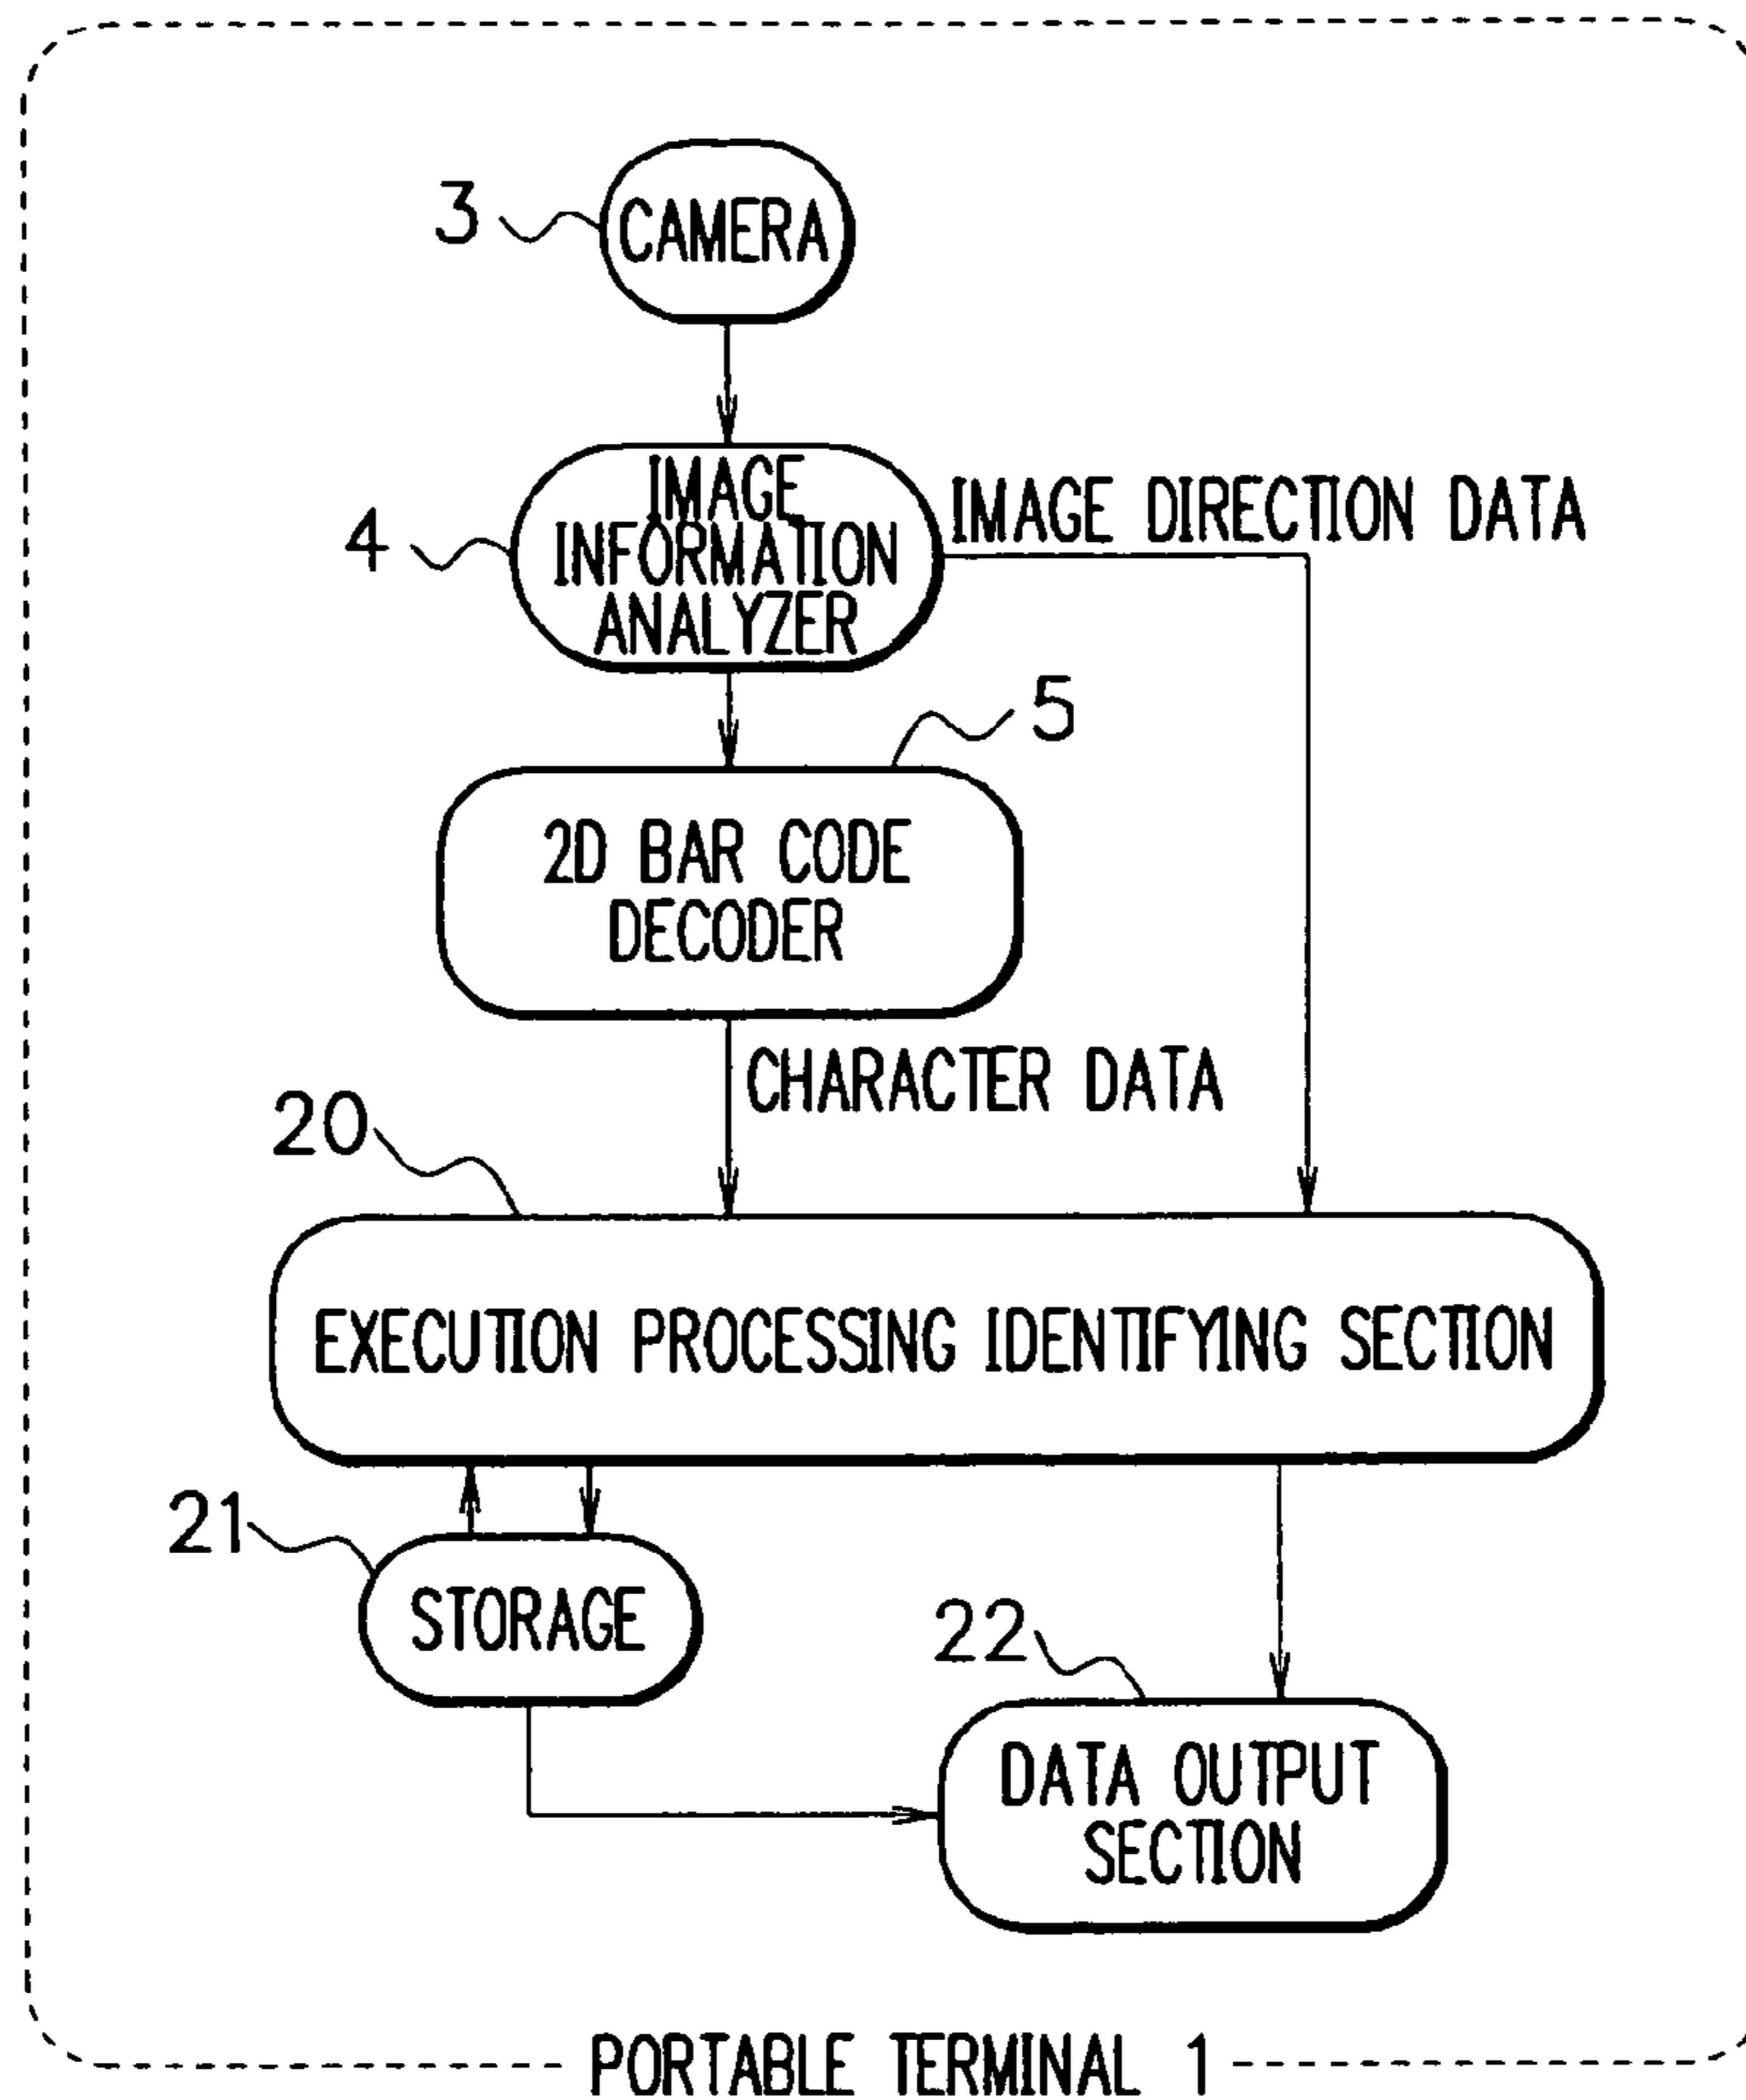 3
CAMERA
IMAGE
INFORMATION
ANALYZER
4
IMAGE DIRECTION DATA
5
2D BAR CODE
DECODER
CHARACTER DATA
20
EXECUTION PROCESSING IDENTIFYING SECTION
21
STORAGE
22
DATA OUTPUT
SECTION
PORTABLE TERMINAL 1